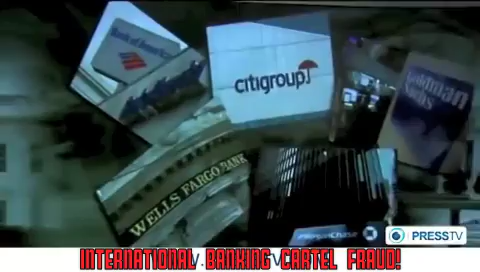 Bank of America
citigroup
Goldman
Sachs
WELLS FARGO BANK
JPMorganChase
PRESSTV
INTERNATIONAL BANKING CARTEL FRAUD!